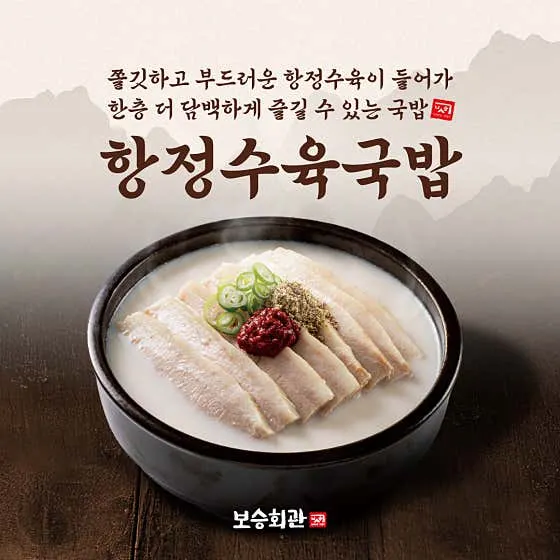 쫄깃하고 부드러운 항정수육이 들어가
한층 더 담백하게 즐길 수 있는 국밥
항정수육국밥
보승회관